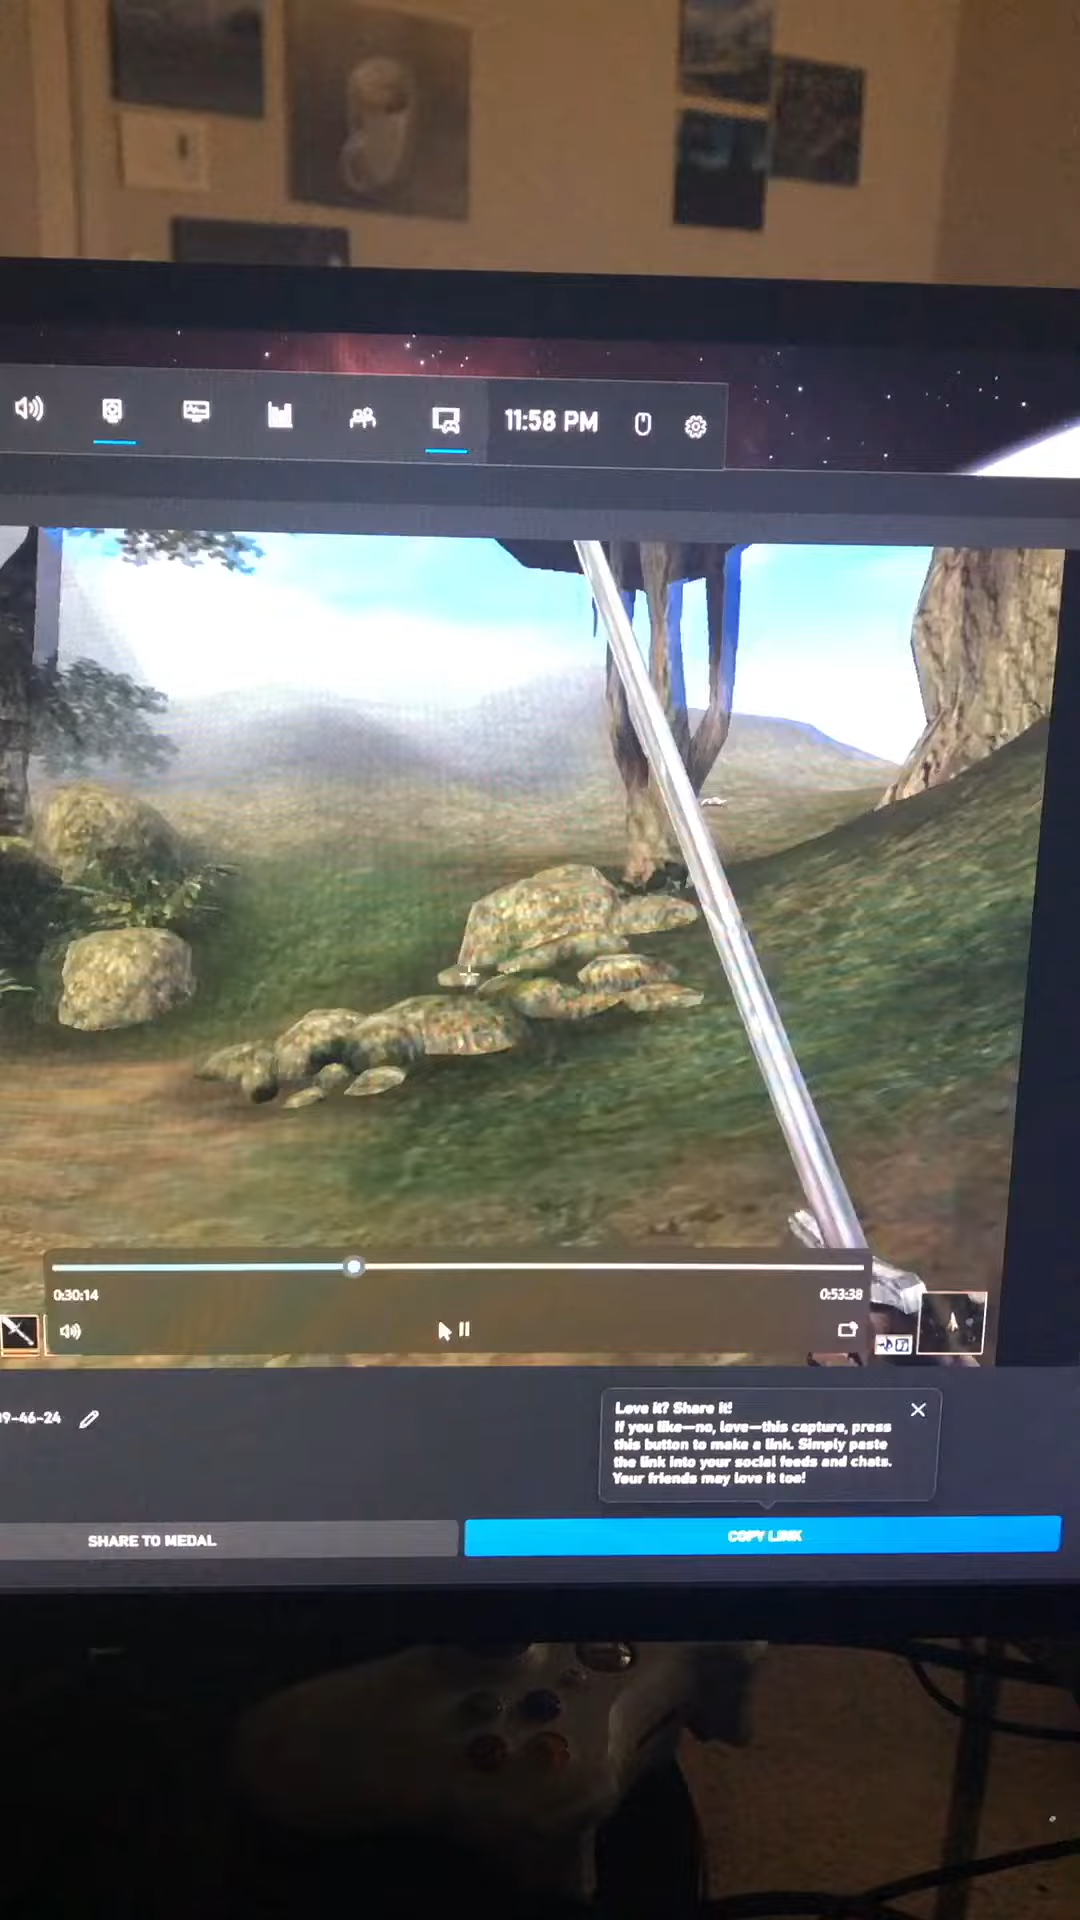 11:58 PM
0:30:14
0:53:38
9-46-24
Love it? Share it!
If you like—no, love—this capture, press
this button to make a link. Simply paste
the link into your social feeds and chats.
Your friends may love it too!
SHARE TO MEDAL
COPY LINK